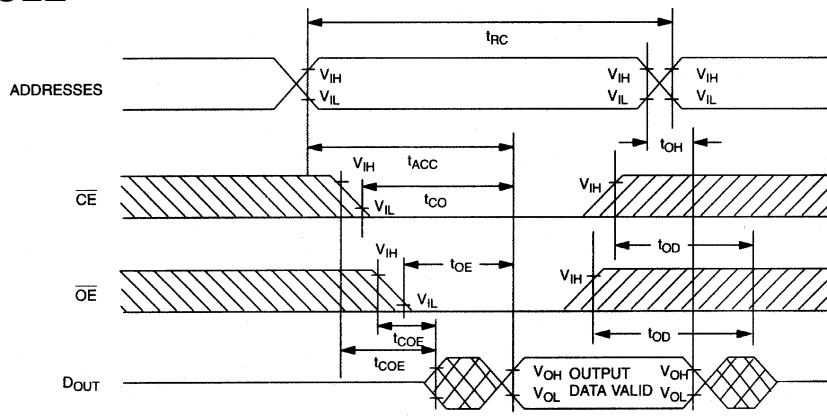 tRC
ADDRESSES
VIH VIH VIH
VIL VIL VIL
tOH
tACC
CE VIH VIH
tCO
VIL
tOD
OE VIH VIH
tOE
VIL
tCOE
tOD
tCOE
DOUT
VOH OUTPUT VOH
VOL DATA VALID VOL